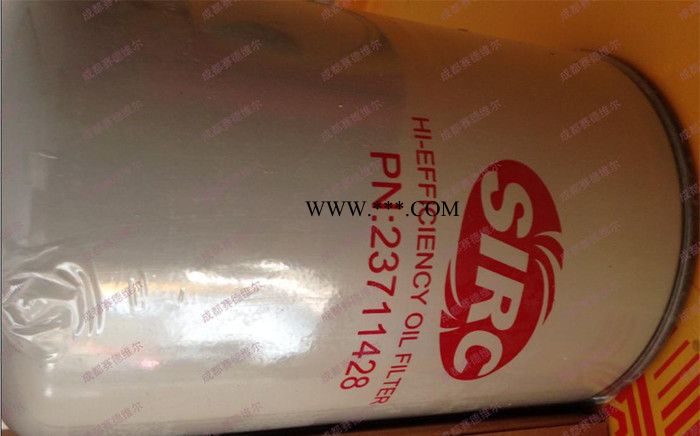 SIRC
HI-EFFICIENCY OIL FILTER
PN:23711428
WWW.***.COM
成都赛德维尔